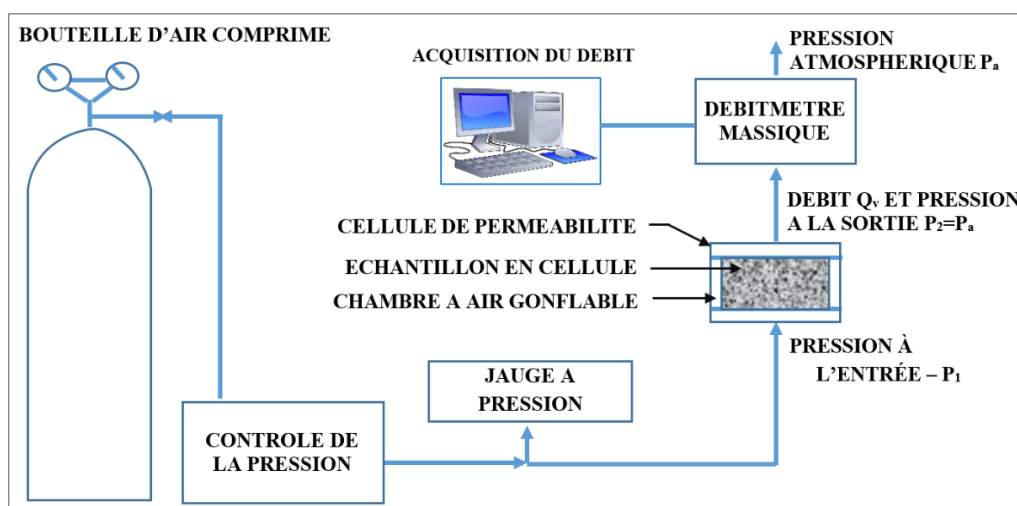 BOUTEILLE D'AIR COMPRIME
ACQUISITION DU DEBIT
PRESSION
ATMOSPHERIQUE Pₐ
DEBITMETRE
MASSIQUE
DEBIT Qᵥ ET PRESSION
A LA SORTIE P₂=Pₐ
CELLULE DE PERMEABILITE
ECHANTILLON EN CELLULE
CHAMBRE A AIR GONFLABLE
PRESSION À
L'ENTRÉE – P₁
JAUGE A
PRESSION
CONTROLE DE
LA PRESSION